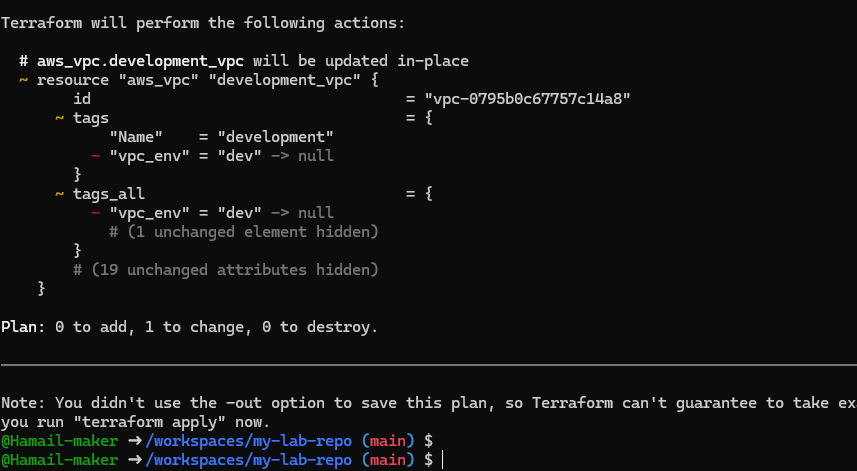 Terraform will perform the following actions:
# aws_vpc.development_vpc will be updated in-place
~ resource "aws_vpc" "development_vpc" {
id = "vpc-0795b0c67757c14a8"
~ tags = {
"Name" = "development"
- "vpc_env" = "dev" -> null
}
~ tags_all = {
- "vpc_env" = "dev" -> null
# (1 unchanged element hidden)
}
# (19 unchanged attributes hidden)
}
Plan: 0 to add, 1 to change, 0 to destroy.
Note: You didn't use the -out option to save this plan, so Terraform can't guarantee to take ex
you run "terraform apply" now.
@Hamail-maker ➜ /workspaces/my-lab-repo (main) $
@Hamail-maker ➜ /workspaces/my-lab-repo (main) $